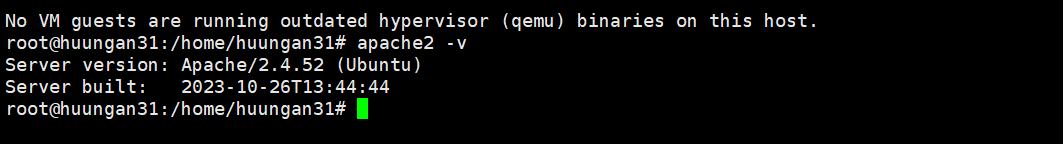 No VM guests are running outdated hypervisor (qemu) binaries on this host.
root@huungan31:/home/huungan31# apache2 -v
Server version: Apache/2.4.52 (Ubuntu)
Server built:   2023-10-26T13:44:44
root@huungan31:/home/huungan31#